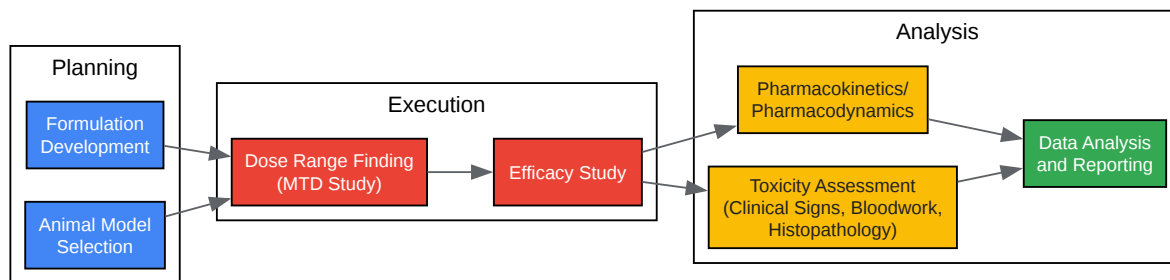 Planning
Formulation
Development
Animal Model
Selection
Execution
Dose Range Finding
(MTD Study)
Efficacy Study
Analysis
Pharmacokinetics/
Pharmacodynamics
Toxicity Assessment
(Clinical Signs, Bloodwork,
Histopathology)
Data Analysis
and Reporting